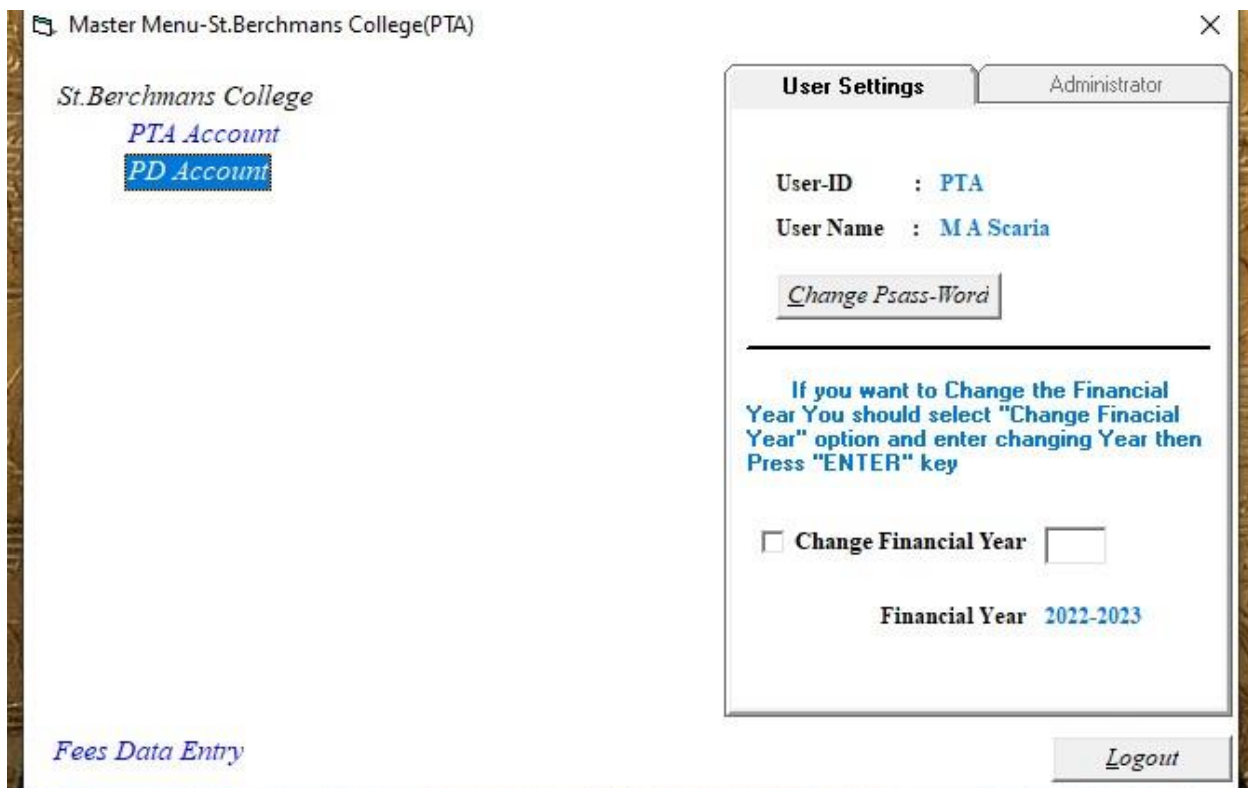 Master Menu-St.Berchmans College(PTA)
St.Berchmans College
PTA Account
PD Account
Fees Data Entry
User Settings
Administrator
User-ID : PTA
User Name : M A Scaria
Change Psass-Word
If you want to Change the Financial
Year You should select "Change Finacial
Year" option and enter changing Year then
Press "ENTER" key
Change Financial Year
Financial Year 2022-2023
Logout